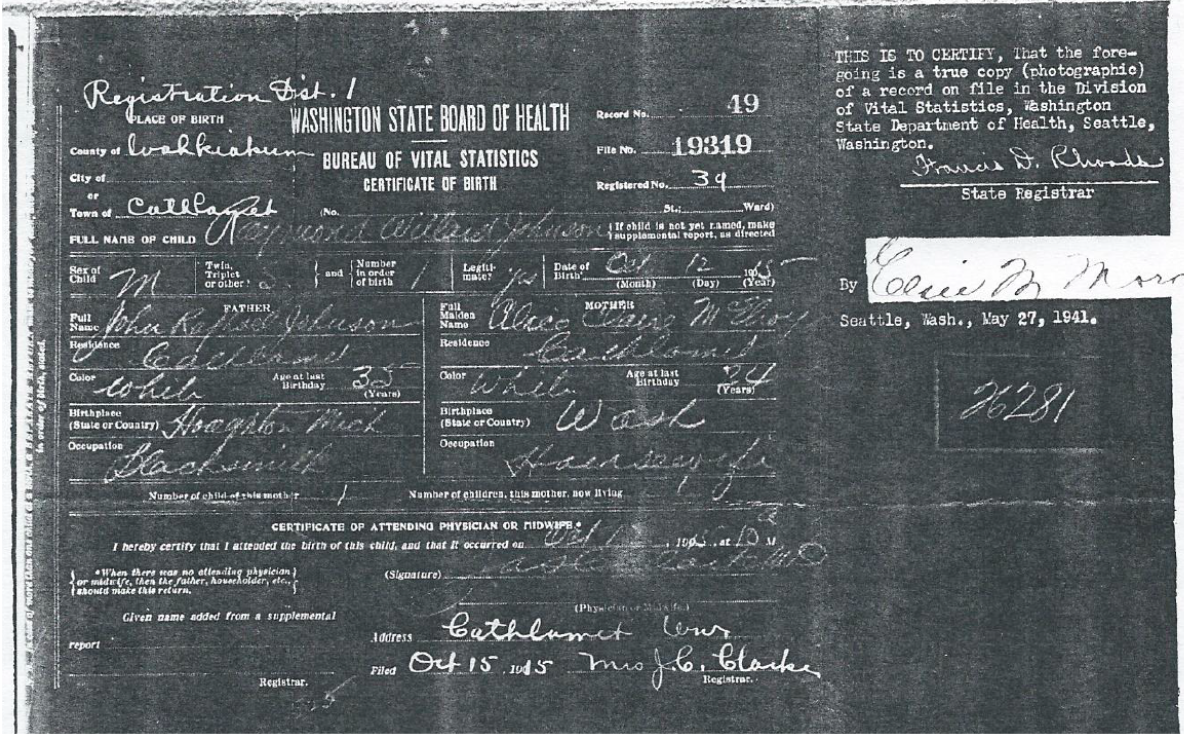 Registration Dist. 1
PLACE OF BIRTH
WASHINGTON STATE BOARD OF HEALTH
BUREAU OF VITAL STATISTICS
CERTIFICATE OF BIRTH
Record No. 49
File No. 19319
Registered No. 39
County of Wahkiakum
City of
or
Town of Cathlamet (No. St.; Ward)
FULL NAME OF CHILD Raymond Willard Johnson { If child is not yet named, make supplemental report, as directed
Sex of Child M
Twin, Triplet or other?
and
Number in order of birth 1
Legitimate? yes
Date of Birth Oct 12 1915
(Month) (Day) (Year)
FATHER
Full Name John Raphael Johnson
Residence Cathlamet
Color White Age at last Birthday 35 (Years)
Birthplace (State or Country) Mich
Occupation Blacksmith
MOTHER
Full Maiden Name Alice Claire
Residence Cathlamet
Color White Age at last Birthday 24 (Years)
Birthplace (State or Country) Wash
Occupation Housewife
Number of child of this mother 1 Number of children, this mother, now living 1
CERTIFICATE OF ATTENDING PHYSICIAN OR MIDWIFE.*
I hereby certify that I attended the birth of this child, and that it occurred on Oct , 191 , at M
{ *When there was no attending physician or midwife, then the father, householder, etc., should make this return. }
(Signature)
(Physician or Midwife)
Given name added from a supplemental
report
Registrar.
Address Cathlamet
Filed Oct 15, 1915 Mrs J. C. Clarke
Registrar.
THIS IS TO CERTIFY, That the fore-
going is a true copy (photographic)
of a record on file in the Division
of Vital Statistics, Washington
State Department of Health, Seattle,
Washington.
Francis D. Rhoads
State Registrar
By Elsie M
Seattle, Wash., May 27, 1941.
26281
in order of birth, stated.